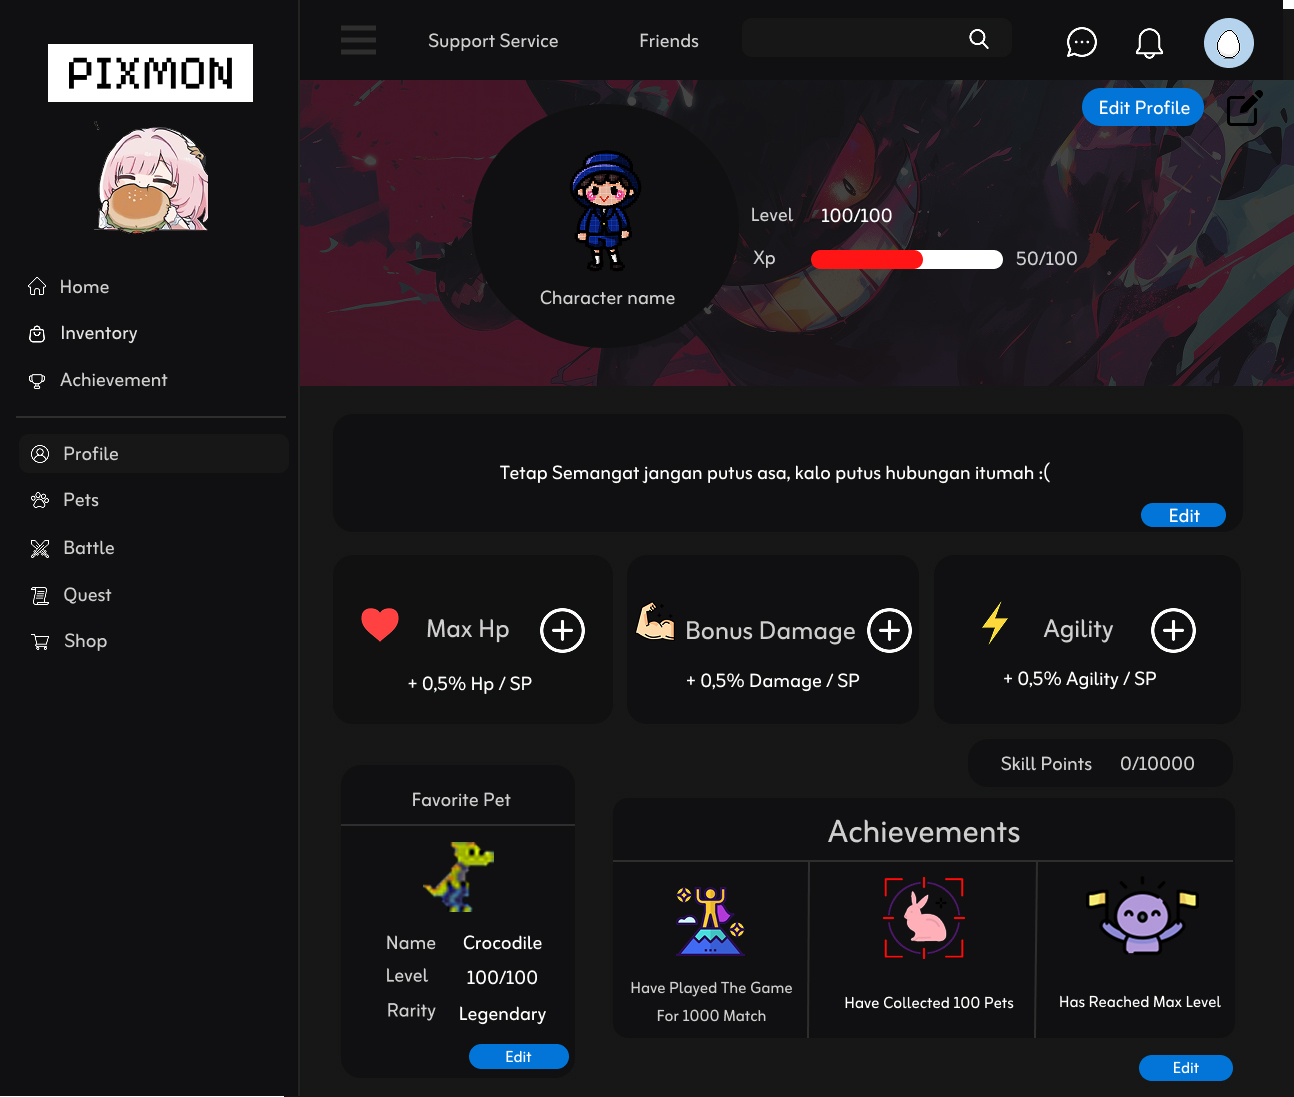 PIXMON
Support Service
Friends
Edit Profile
Home
Inventory
Achievement
Profile
Pets
Battle
Quest
Shop
Level 100/100
Xp 50/100
Character name
Tetap Semangat jangan putus asa, kalo putus hubungan itumah :(
Edit
Max Hp
+ 0,5% Hp / SP
Bonus Damage
+ 0,5% Damage / SP
Agility
+ 0,5% Agility / SP
Skill Points 0/10000
Favorite Pet
Name Crocodile
Level 100/100
Rarity Legendary
Edit
Achievements
Have Played The Game
For 1000 Match
Have Collected 100 Pets
Has Reached Max Level
Edit